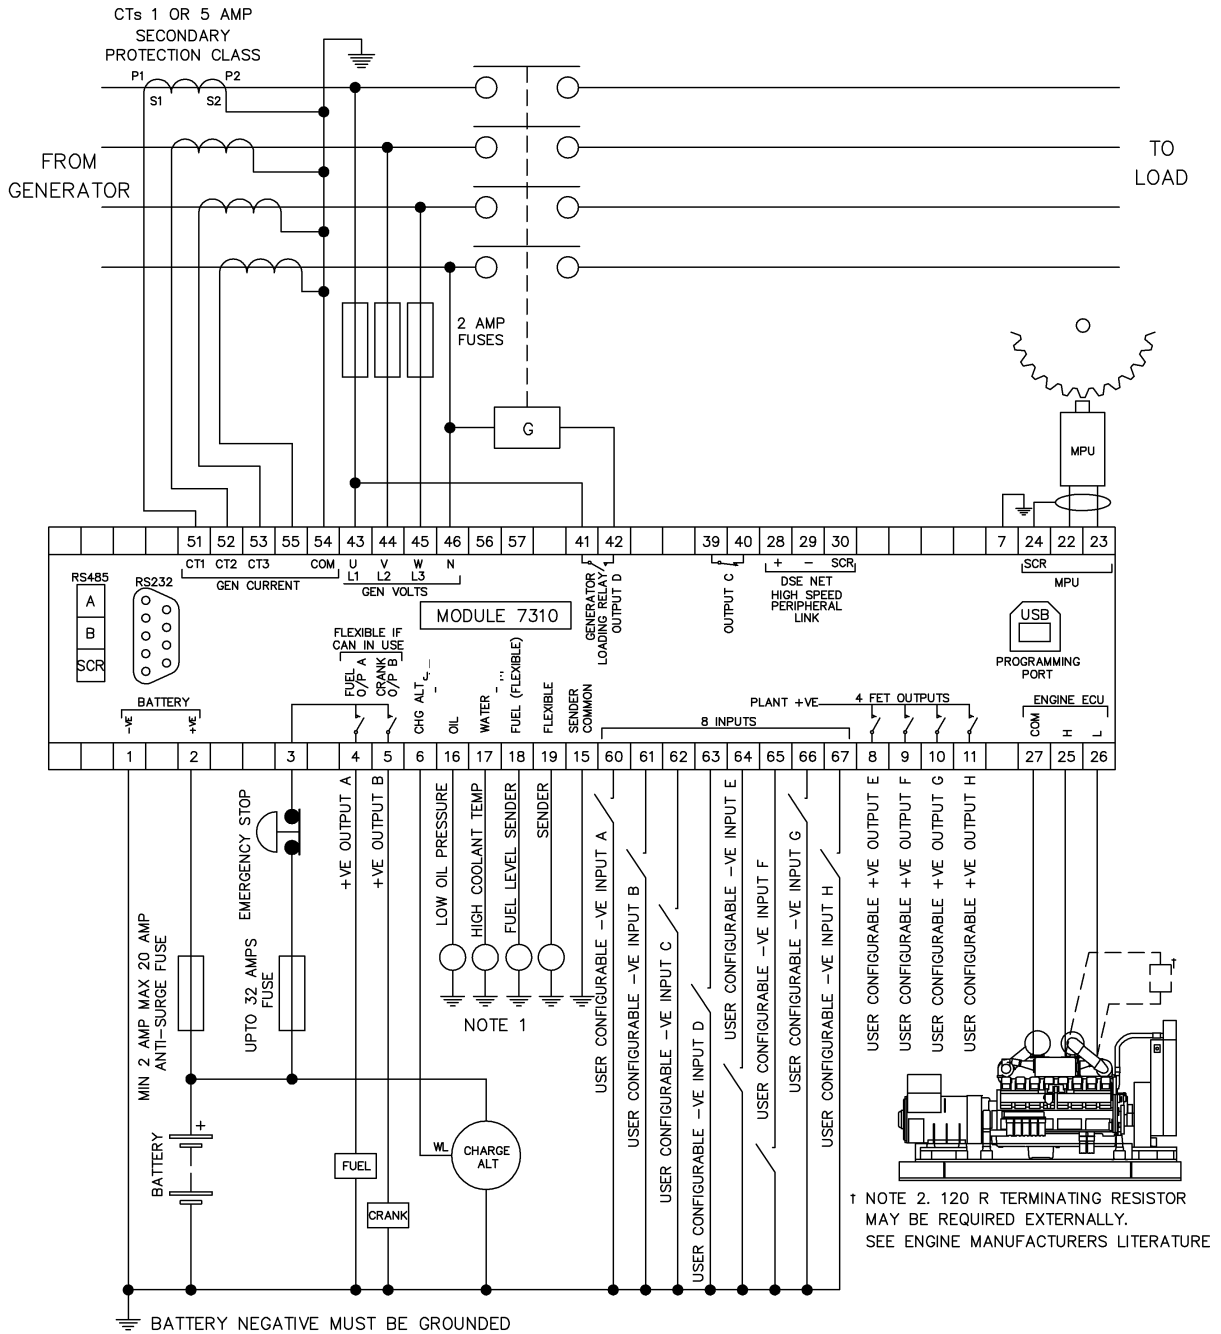 CTs 1 OR 5 AMP
SECONDARY
PROTECTION CLASS
P1
P2
S1
S2
FROM
GENERATOR
TO
LOAD
2 AMP
FUSES
G
MPU
51 52 53 55 54 43 44 45 46 56 57 41 42 39 40 28 29 30 7 24 22 23
CT1 CT2 CT3 COM U V W N
L1 L2 L3
GEN CURRENT
GEN VOLTS
+ − SCR
DSE NET
HIGH SPEED
PERIPHERAL
LINK
SCR
MPU
GENERATOR
LOADING RELAY
OUTPUT D
OUTPUT C
RS485
A
B
SCR
RS232
MODULE 7310
USB
PROGRAMMING
PORT
FLEXIBLE IF
CAN IN USE
FUEL
O/P A
CRANK
O/P B
CHG ALT
OIL
WATER
FUEL (FLEXIBLE)
FLEXIBLE
SENDER
COMMON
BATTERY
-VE
+VE
8 INPUTS
PLANT +VE
4 FET OUTPUTS
ENGINE ECU
COM
H
L
1 2 3 4 5 6 16 17 18 19 15 60 61 62 63 64 65 66 67 8 9 10 11 27 25 26
MIN 2 AMP MAX 20 AMP
ANTI-SURGE FUSE
EMERGENCY STOP
UPTO 32 AMPS
FUSE
+VE OUTPUT A
+VE OUTPUT B
LOW OIL PRESSURE
HIGH COOLANT TEMP
FUEL LEVEL SENDER
SENDER
NOTE 1
USER CONFIGURABLE -VE INPUT A
USER CONFIGURABLE -VE INPUT B
USER CONFIGURABLE -VE INPUT C
USER CONFIGURABLE -VE INPUT D
USER CONFIGURABLE -VE INPUT E
USER CONFIGURABLE -VE INPUT F
USER CONFIGURABLE -VE INPUT G
USER CONFIGURABLE -VE INPUT H
USER CONFIGURABLE +VE OUTPUT E
USER CONFIGURABLE +VE OUTPUT F
USER CONFIGURABLE +VE OUTPUT G
USER CONFIGURABLE +VE OUTPUT H
†
BATTERY
+
WL
CHARGE
ALT
FUEL
CRANK
† NOTE 2. 120 R TERMINATING RESISTOR
MAY BE REQUIRED EXTERNALLY.
SEE ENGINE MANUFACTURERS LITERATURE
BATTERY NEGATIVE MUST BE GROUNDED